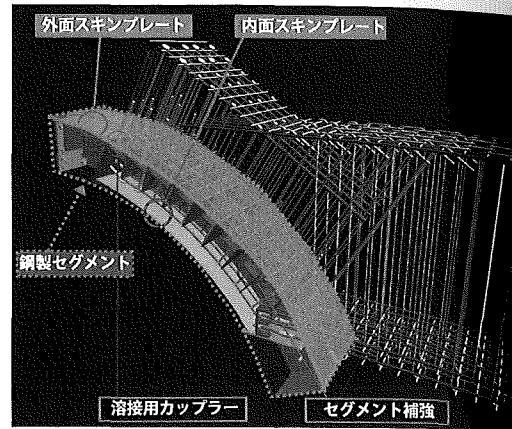 外面スキンプレート
内面スキンプレート
鋼製セグメント
溶接用カップラー
セグメント補強